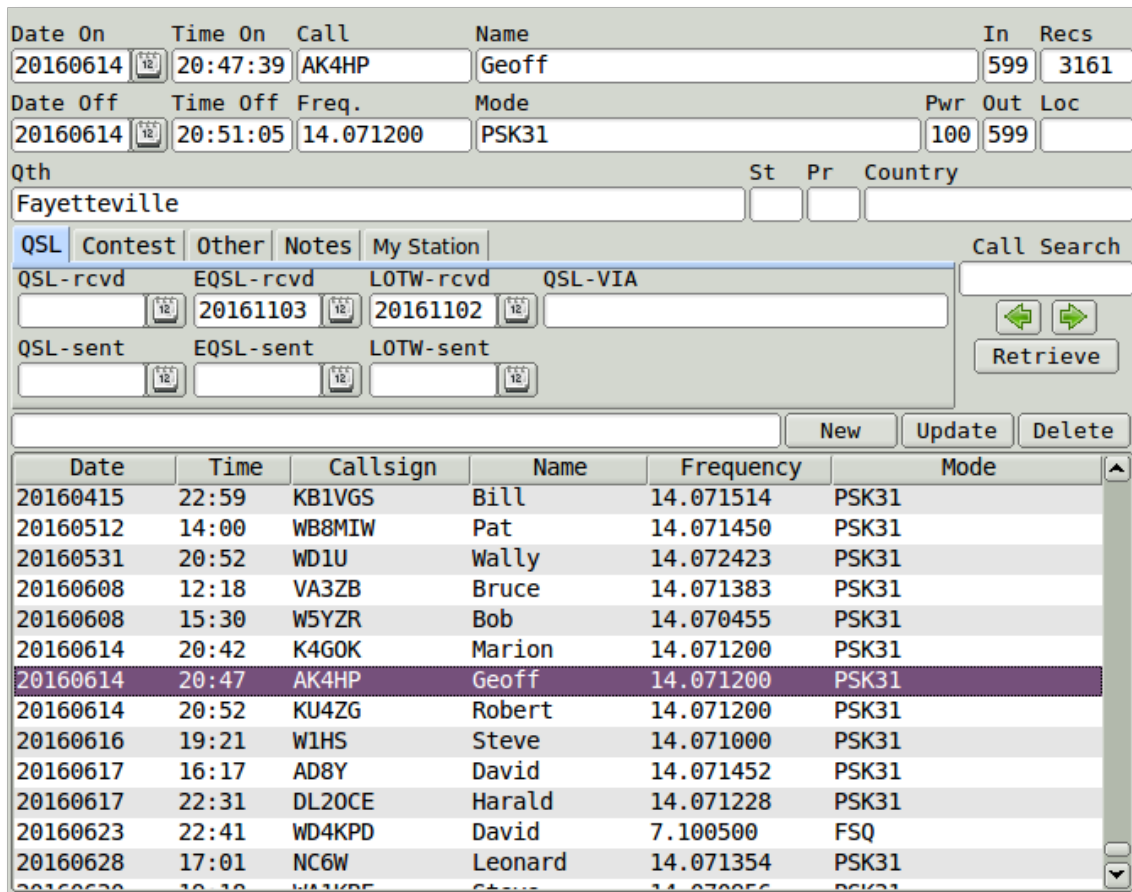 Date On Time On Call Name In Recs
20160614 20:47:39 AK4HP Geoff 599 3161
Date Off Time Off Freq. Mode Pwr Out Loc
20160614 20:51:05 14.071200 PSK31 100 599
Qth St Pr Country
Fayetteville
QSL Contest Other Notes My Station Call Search
QSL-rcvd EQSL-rcvd LOTW-rcvd QSL-VIA
20161103 20161102
QSL-sent EQSL-sent LOTW-sent
Retrieve
New Update Delete
Date Time Callsign Name Frequency Mode
20160415 22:59 KB1VGS Bill 14.071514 PSK31
20160512 14:00 WB8MIW Pat 14.071450 PSK31
20160531 20:52 WD1U Wally 14.072423 PSK31
20160608 12:18 VA3ZB Bruce 14.071383 PSK31
20160608 15:30 W5YZR Bob 14.070455 PSK31
20160614 20:42 K4GOK Marion 14.071200 PSK31
20160614 20:47 AK4HP Geoff 14.071200 PSK31
20160614 20:52 KU4ZG Robert 14.071200 PSK31
20160616 19:21 W1HS Steve 14.071000 PSK31
20160617 16:17 AD8Y David 14.071452 PSK31
20160617 22:31 DL2OCE Harald 14.071228 PSK31
20160623 22:41 WD4KPD David 7.100500 FSQ
20160628 17:01 NC6W Leonard 14.071354 PSK31